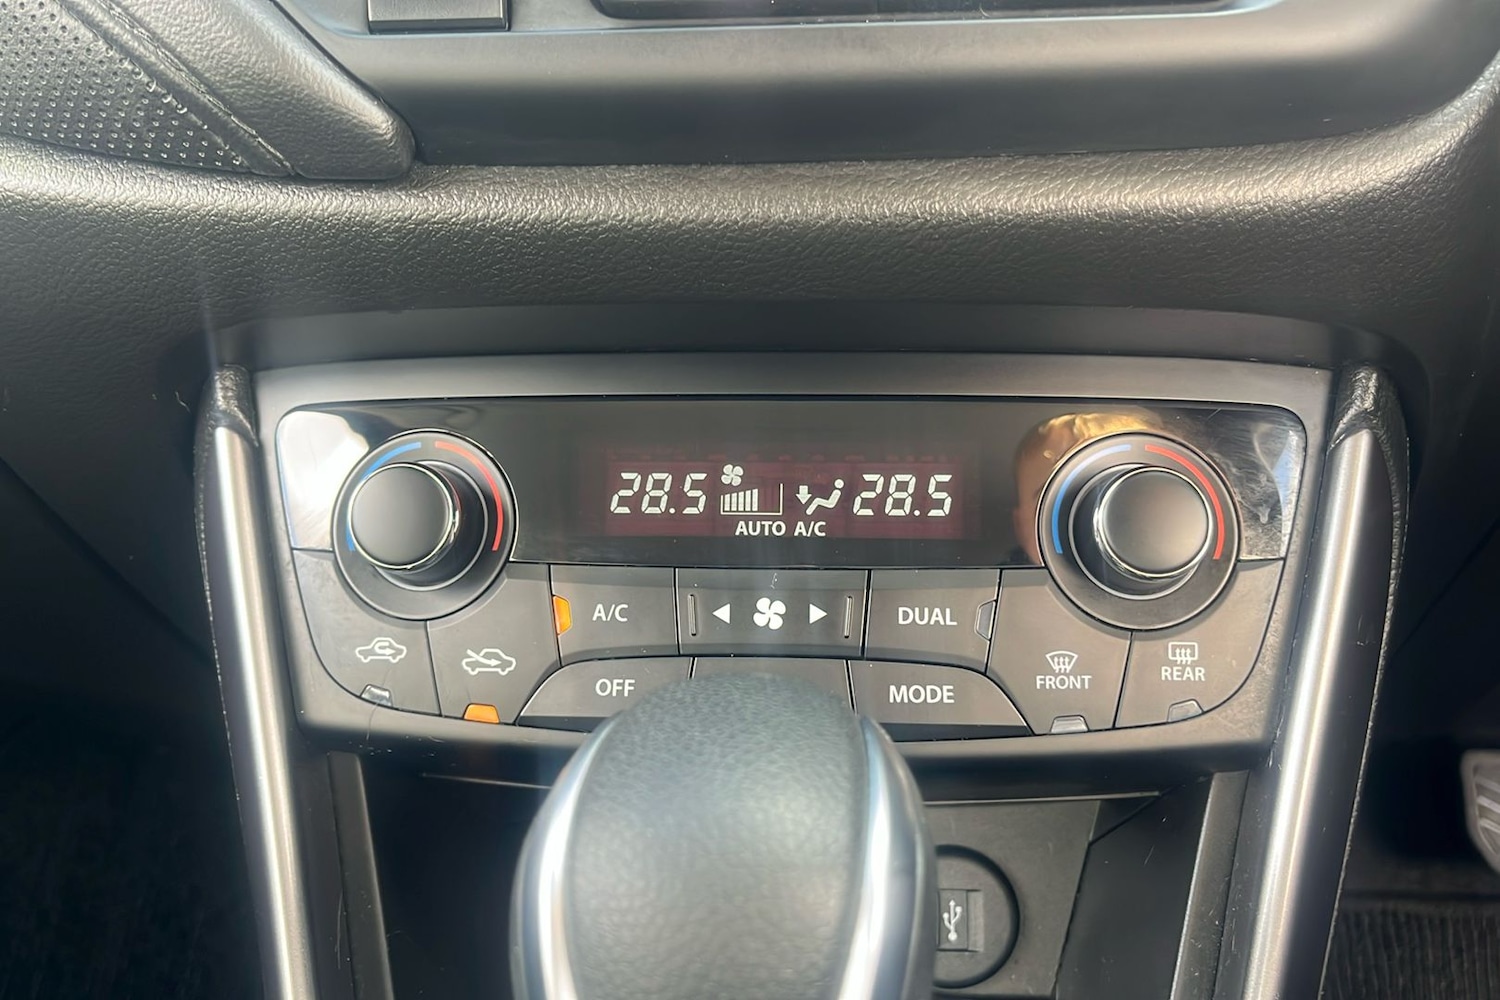 28.5 28.5
AUTO A/C
A/C DUAL
OFF MODE
FRONT REAR